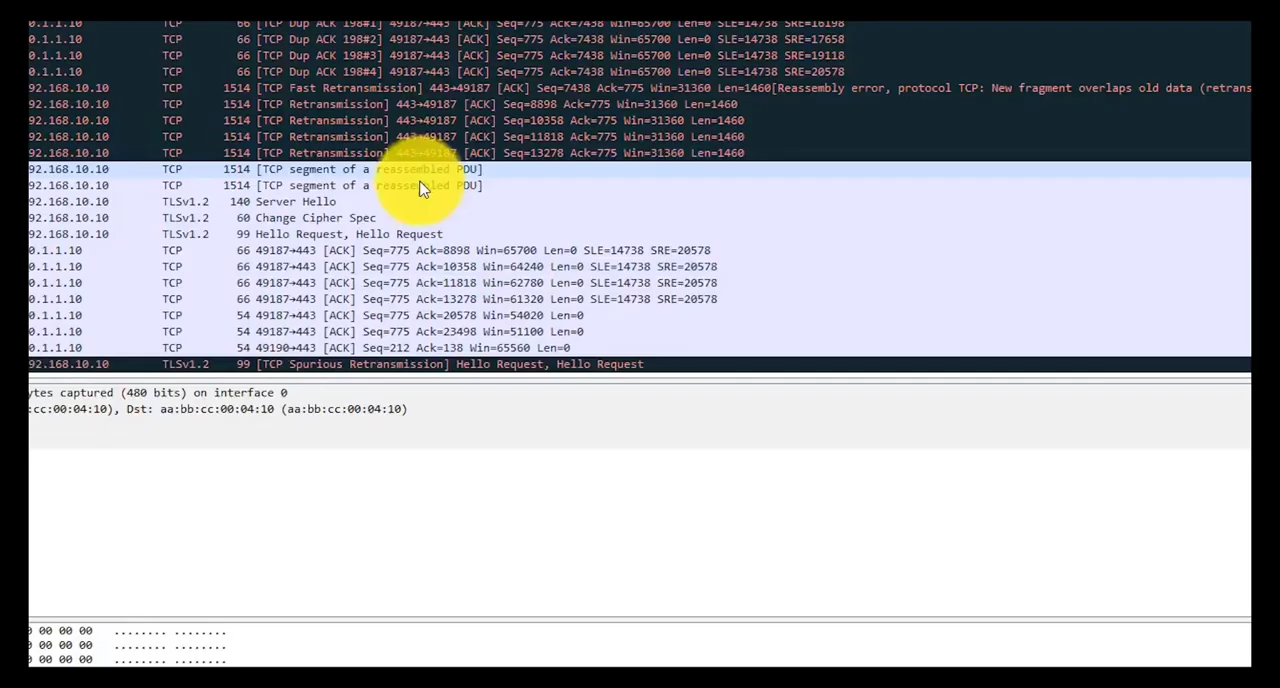 0.1.1.10 TCP 66 [TCP Dup ACK 198#1] 49187→443 [ACK] Seq=775 Ack=7438 Win=65700 Len=0 SLE=14738 SRE=16198
0.1.1.10 TCP 66 [TCP Dup ACK 198#2] 49187→443 [ACK] Seq=775 Ack=7438 Win=65700 Len=0 SLE=14738 SRE=17658
0.1.1.10 TCP 66 [TCP Dup ACK 198#3] 49187→443 [ACK] Seq=775 Ack=7438 Win=65700 Len=0 SLE=14738 SRE=19118
0.1.1.10 TCP 66 [TCP Dup ACK 198#4] 49187→443 [ACK] Seq=775 Ack=7438 Win=65700 Len=0 SLE=14738 SRE=20578
92.168.10.10 TCP 1514 [TCP Fast Retransmission] 443→49187 [ACK] Seq=7438 Ack=775 Win=31360 Len=1460[Reassembly error, protocol TCP: New fragment overlaps old data (retrans
92.168.10.10 TCP 1514 [TCP Retransmission] 443→49187 [ACK] Seq=8898 Ack=775 Win=31360 Len=1460
92.168.10.10 TCP 1514 [TCP Retransmission] 443→49187 [ACK] Seq=10358 Ack=775 Win=31360 Len=1460
92.168.10.10 TCP 1514 [TCP Retransmission] 443→49187 [ACK] Seq=11818 Ack=775 Win=31360 Len=1460
92.168.10.10 TCP 1514 [TCP Retransmission] 443→49187 [ACK] Seq=13278 Ack=775 Win=31360 Len=1460
92.168.10.10 TCP 1514 [TCP segment of a reassembled PDU]
92.168.10.10 TCP 1514 [TCP segment of a reassembled PDU]
92.168.10.10 TLSv1.2 140 Server Hello
92.168.10.10 TLSv1.2 60 Change Cipher Spec
92.168.10.10 TLSv1.2 99 Hello Request, Hello Request
0.1.1.10 TCP 66 49187→443 [ACK] Seq=775 Ack=8898 Win=65700 Len=0 SLE=14738 SRE=20578
0.1.1.10 TCP 66 49187→443 [ACK] Seq=775 Ack=10358 Win=64240 Len=0 SLE=14738 SRE=20578
0.1.1.10 TCP 66 49187→443 [ACK] Seq=775 Ack=11818 Win=62780 Len=0 SLE=14738 SRE=20578
0.1.1.10 TCP 66 49187→443 [ACK] Seq=775 Ack=13278 Win=61320 Len=0 SLE=14738 SRE=20578
0.1.1.10 TCP 54 49187→443 [ACK] Seq=775 Ack=20578 Win=54020 Len=0
0.1.1.10 TCP 54 49187→443 [ACK] Seq=775 Ack=23498 Win=51100 Len=0
0.1.1.10 TCP 54 49190→443 [ACK] Seq=212 Ack=138 Win=65560 Len=0
92.168.10.10 TLSv1.2 99 [TCP Spurious Retransmission] Hello Request, Hello Request
ytes captured (480 bits) on interface 0
:cc:00:04:10), Dst: aa:bb:cc:00:04:10 (aa:bb:cc:00:04:10)
0 00 00 00 ........ ........
0 00 00 00 ........ ........
0 00 00 00 ........ ........